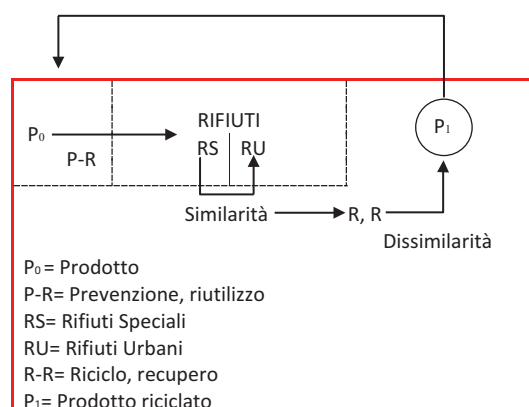 P₀
P-R
RIFIUTI
RS RU
P₁
Similarità
R, R
Dissimilarità
P₀= Prodotto
P-R= Prevenzione, riutilizzo
RS= Rifiuti Speciali
RU= Rifiuti Urbani
R-R= Riciclo, recupero
P₁= Prodotto riciclato